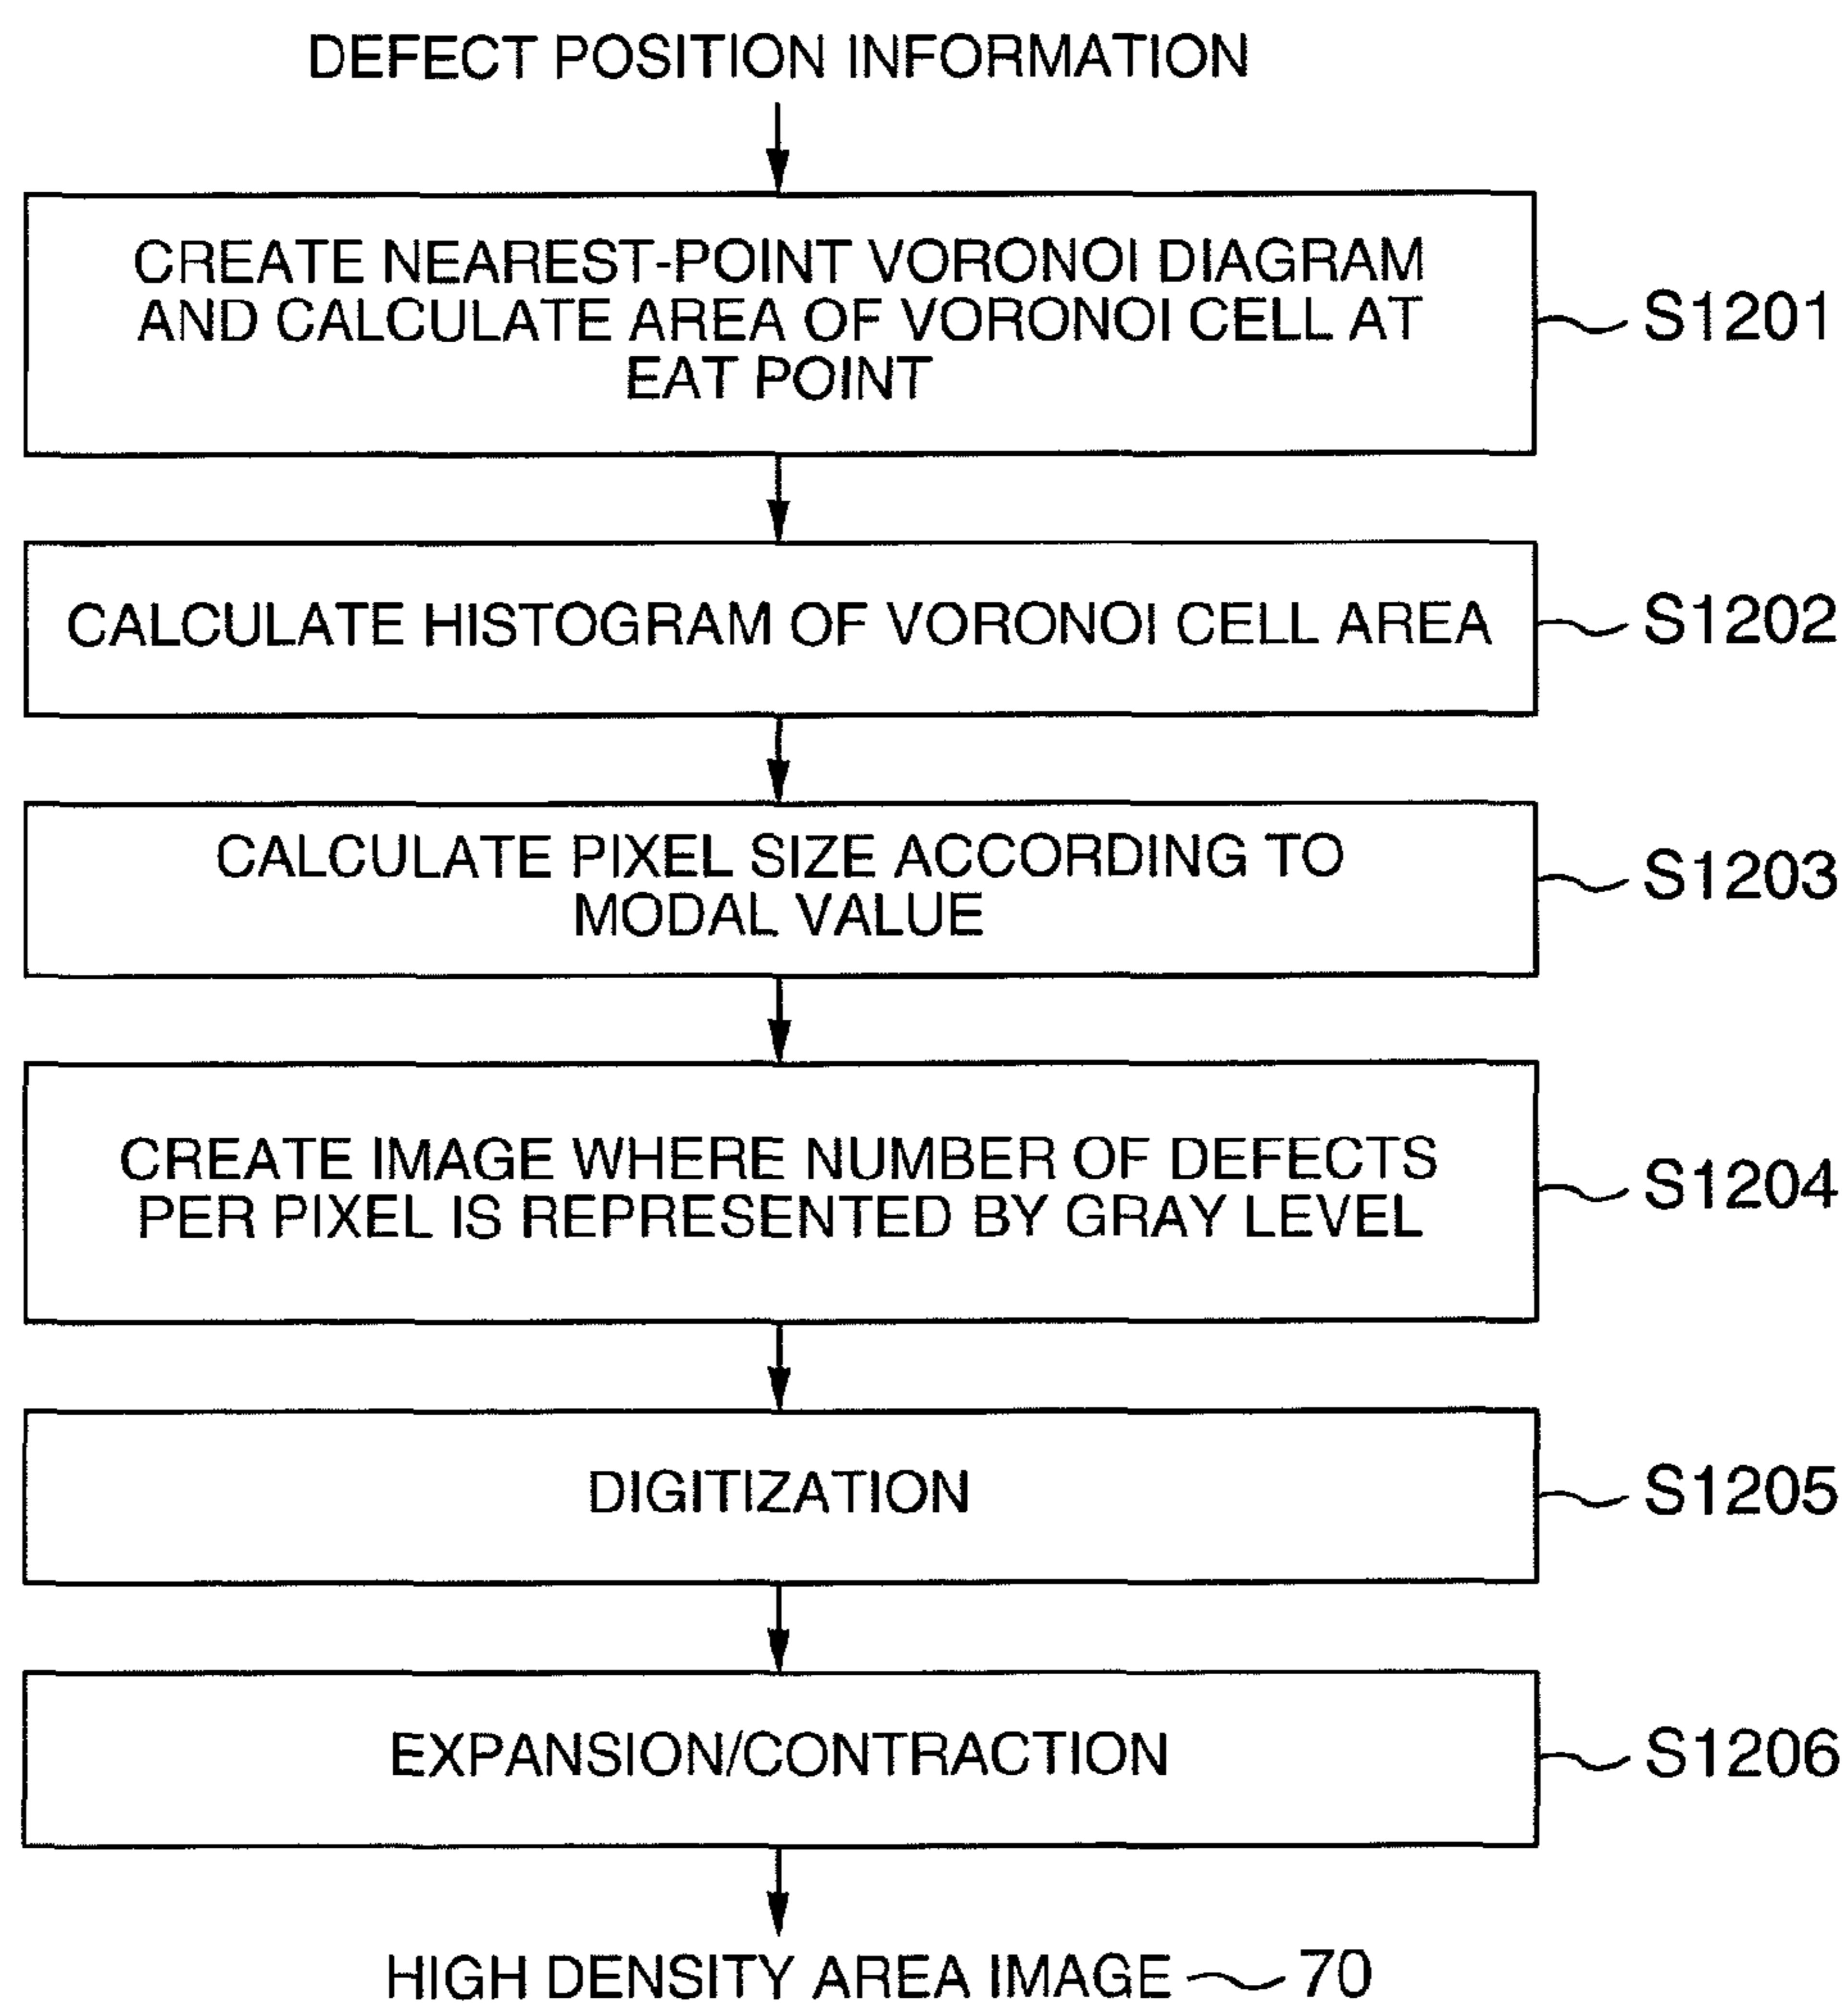 DEFECT POSITION INFORMATION
CREATE NEAREST-POINT VORONOI DIAGRAM
AND CALCULATE AREA OF VORONOI CELL AT
EAT POINT
S1201
CALCULATE HISTOGRAM OF VORONOI CELL AREA
S1202
CALCULATE PIXEL SIZE ACCORDING TO
MODAL VALUE
S1203
CREATE IMAGE WHERE NUMBER OF DEFECTS
PER PIXEL IS REPRESENTED BY GRAY LEVEL
S1204
DIGITIZATION
S1205
EXPANSION/CONTRACTION
S1206
HIGH DENSITY AREA IMAGE 70